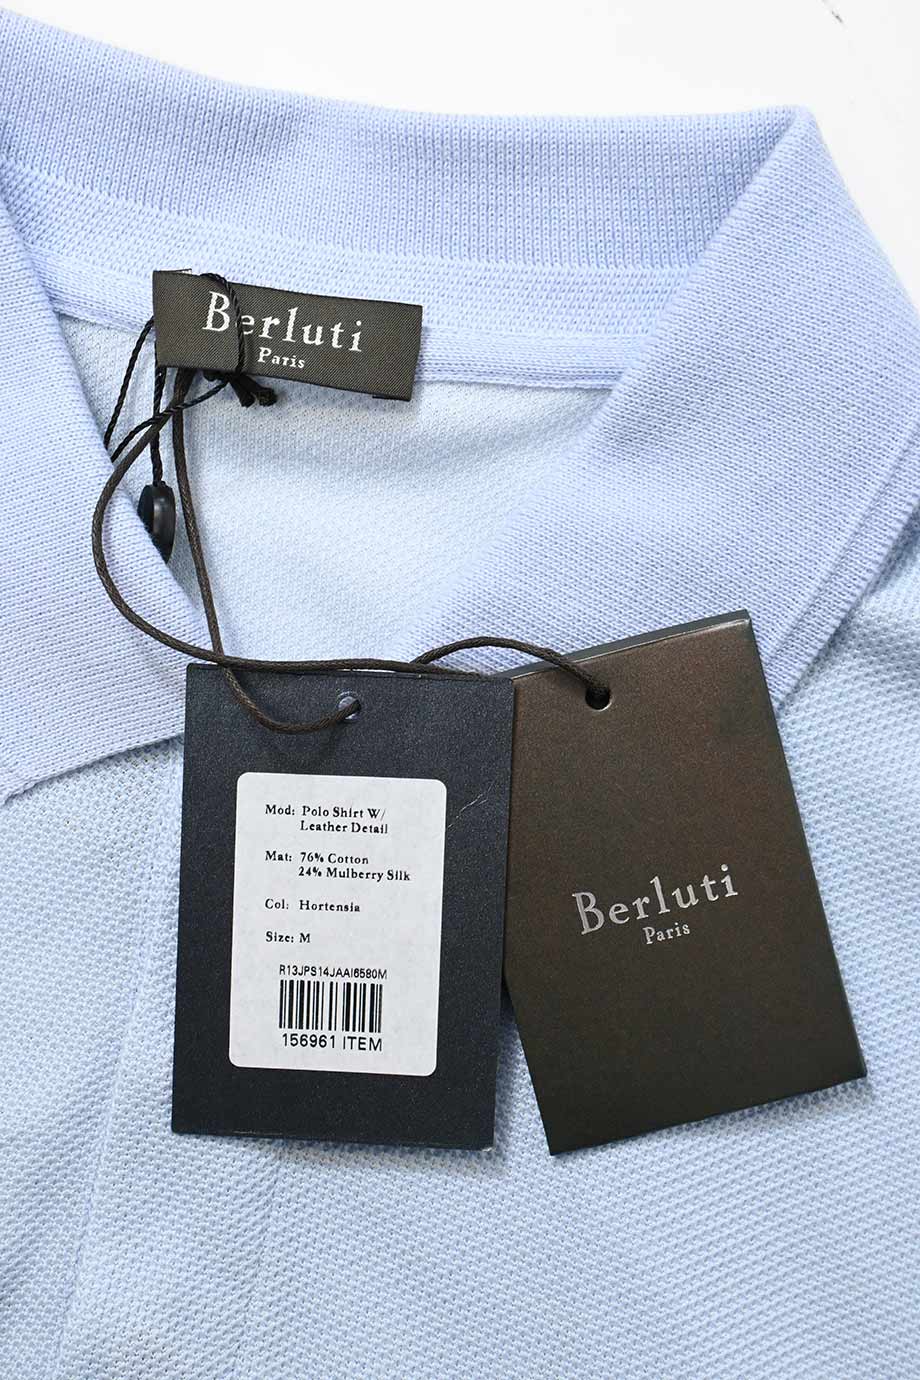 Berluti
Paris
Mod: Polo Shirt W/
Leather Detail
Mat: 76% Cotton
24% Mulberry Silk
Col: Hortensia
Size: M
R13JPS14JAAI6580M
156961 ITEM
Berluti
Paris